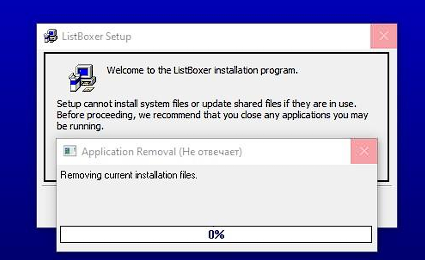 ListBoxer Setup
Welcome to the ListBoxer installation program.
Setup cannot install system files or update shared files if they are in use.
Before proceeding, we recommend that you close any applications you may
be running.
Application Removal (Не отвечает)
Removing current installation files.
0%